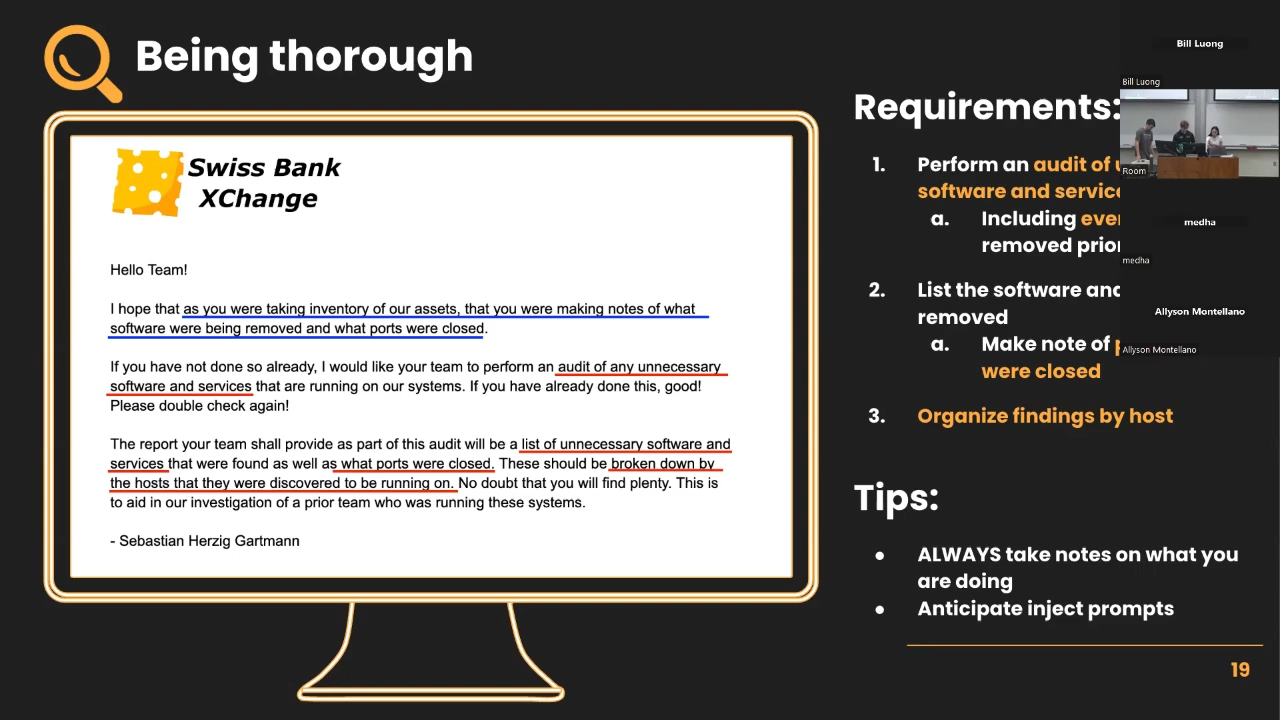 Being thorough
Swiss Bank
XChange
Hello Team!
I hope that as you were taking inventory of our assets, that you were making notes of what
software were being removed and what ports were closed.
If you have not done so already, I would like your team to perform an audit of any unnecessary
software and services that are running on our systems. If you have already done this, good!
Please double check again!
The report your team shall provide as part of this audit will be a list of unnecessary software and
services that were found as well as what ports were closed. These should be broken down by
the hosts that they were discovered to be running on. No doubt that you will find plenty. This is
to aid in our investigation of a prior team who was running these systems.
- Sebastian Herzig Gartmann
Requirements:
1. Perform an audit of
software and
a. Including
removed
2. List the software
removed
a. Make note of
were closed
3. Organize findings by host
Tips:
● ALWAYS take notes on what you
are doing
● Anticipate inject prompts
19
Bill Luong
Bill Luong
Room
medha
medha
Allyson Montellano
Allyson Montellano